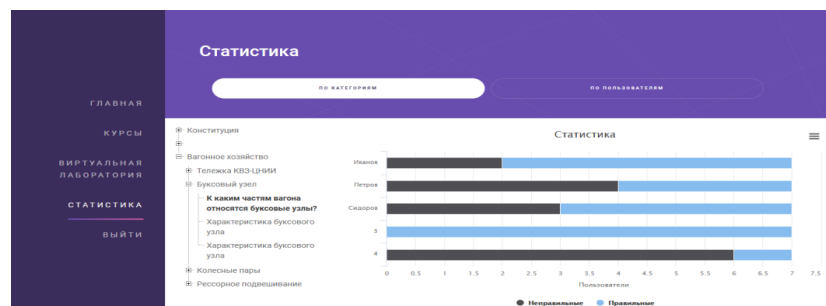 Статистика
ПО КАТЕГОРИЯМ
ПО ПОЛЬЗОВАТЕЛЯМ
ГЛАВНАЯ
КУРСЫ
ВИРТУАЛЬНАЯ
ЛАБОРАТОРИЯ
СТАТИСТИКА
ВЫЙТИ
Конституция
Вагонное хозяйство
Тележка КВЗ-ЦНИИ
Буксовый узел
К каким частям вагона
относятся буксовые узлы?
Характеристика буксового
узла
Характеристика буксового
узла
Колесные пары
Рессорное подвешивание
Статистика
Иванов
Петров
Сидоров
3
4
0 0.5 1 1.5 2 2.5 3 3.5 4 4.5 5 5.5 6 6.5 7 7.5
Пользователи
Неправильные Правильные